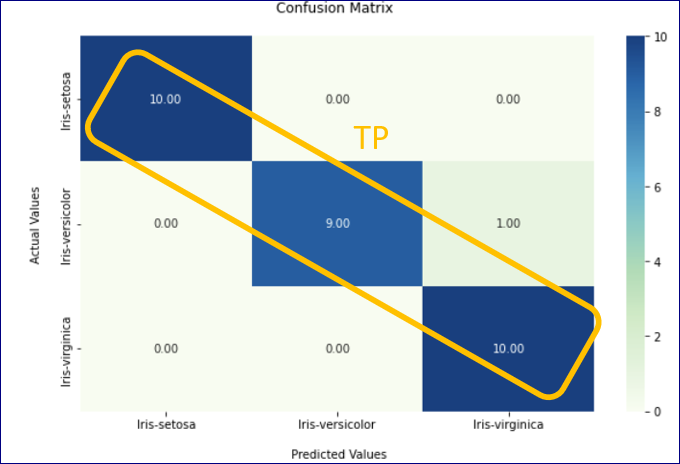 Confusion Matrix
10.00 0.00 0.00
TP
0.00 9.00 1.00
0.00 0.00 10.00
Iris-setosa
Iris-versicolor
Iris-virginica
Actual Values
Iris-setosa Iris-versicolor Iris-virginica
Predicted Values
10
8
6
4
2
0